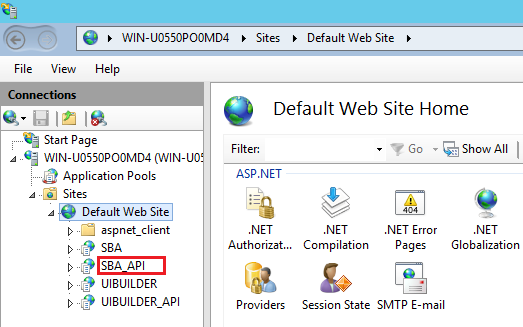 WIN-U0550PO0MD4 Sites Default Web Site
File View Help
Connections
Start Page
WIN-U0550PO0MD4 (WIN-U05
Application Pools
Sites
Default Web Site
aspnet_client
SBA
SBA_API
UIBUILDER
UIBUILDER_API
Default Web Site Home
Filter: Go Show All
ASP.NET
.NET Authorizat...
.NET Compilation
404
.NET Error Pages
.NET Globalization
Providers
Session State
SMTP E-mail